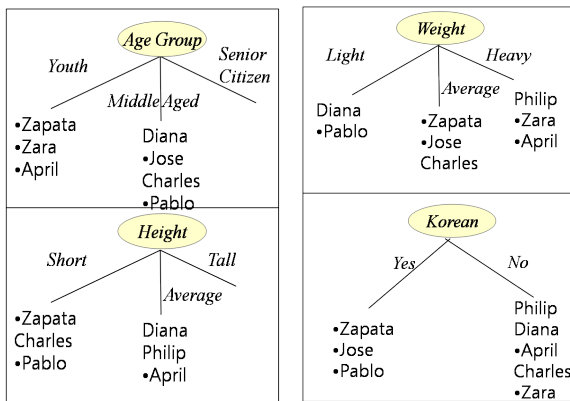 Age Group
Youth
Senior
Citizen
Middle Aged
•Zapata
•Zara
•April
Diana
•Jose
Charles
•Pablo
Weight
Light
Heavy
Average
Diana
•Pablo
•Zapata
•Jose
Charles
Philip
•Zara
•April
Height
Short
Tall
Average
•Zapata
Charles
•Pablo
Diana
Philip
•April
Korean
Yes
No
•Zapata
•Jose
•Pablo
Philip
Diana
•April
Charles
•Zara